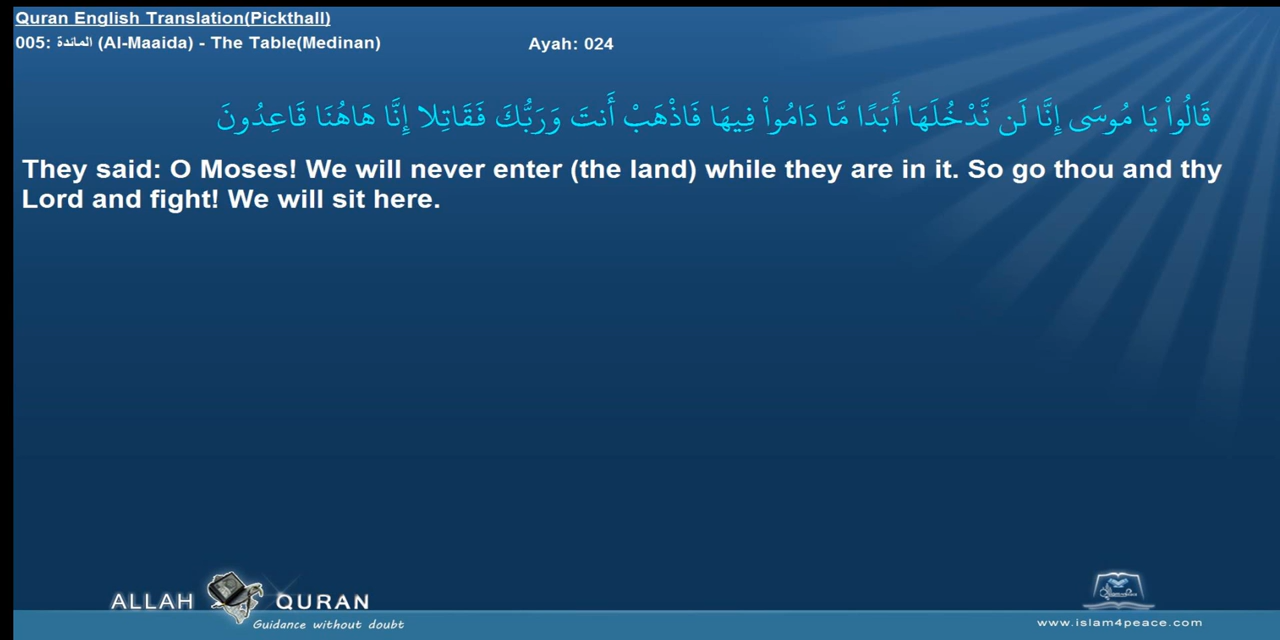 Quran English Translation(Pickthall)
005: المائدة (Al-Maaida) - The Table(Medinan) Ayah: 024
قَالُواْ يَا مُوسَى إِنَّا لَن نَّدْخُلَهَا أَبَدًا مَّا دَامُواْ فِيهَا فَاذْهَبْ أَنتَ وَرَبُّكَ فَقَاتِلا إِنَّا هَاهُنَا قَاعِدُونَ
They said: O Moses! We will never enter (the land) while they are in it. So go thou and thy
Lord and fight! We will sit here.
ALLAH QURAN
Guidance without doubt
www.islam4peace.com